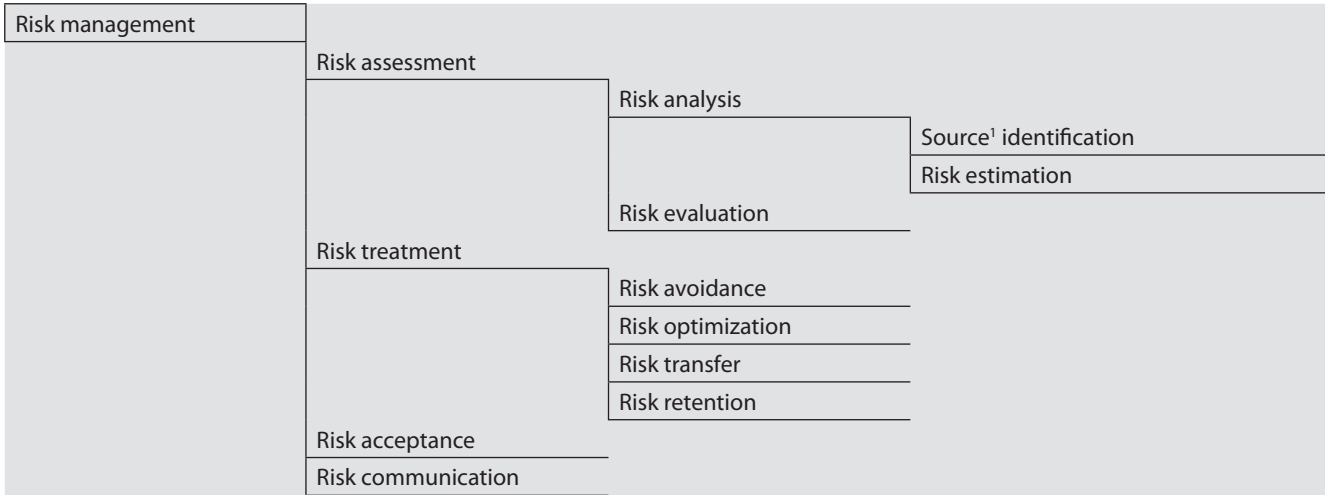 Risk management
Risk assessment
Risk analysis
Source¹ identification
Risk estimation
Risk evaluation
Risk treatment
Risk avoidance
Risk optimization
Risk transfer
Risk retention
Risk acceptance
Risk communication